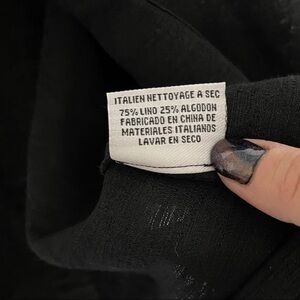 ITALIEN NETTOYAGE A SEC
75% LINO 25% ALGODON
FABRICADO EN CHINA DE
MATERIALES ITALIANOS
LAVAR EN SECO